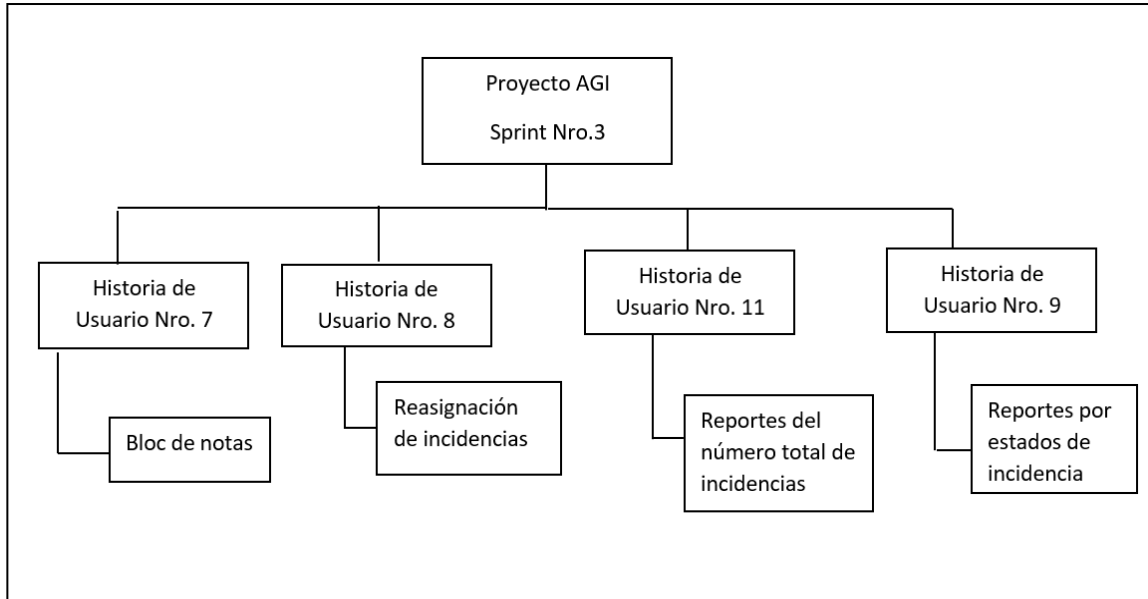 Proyecto AGI
Sprint Nro.3
Historia de
Usuario Nro. 7
Historia de
Usuario Nro. 8
Historia de
Usuario Nro. 11
Historia de
Usuario Nro. 9
Bloc de notas
Reasignación
de incidencias
Reportes del
número total de
incidencias
Reportes por
estados de
incidencia